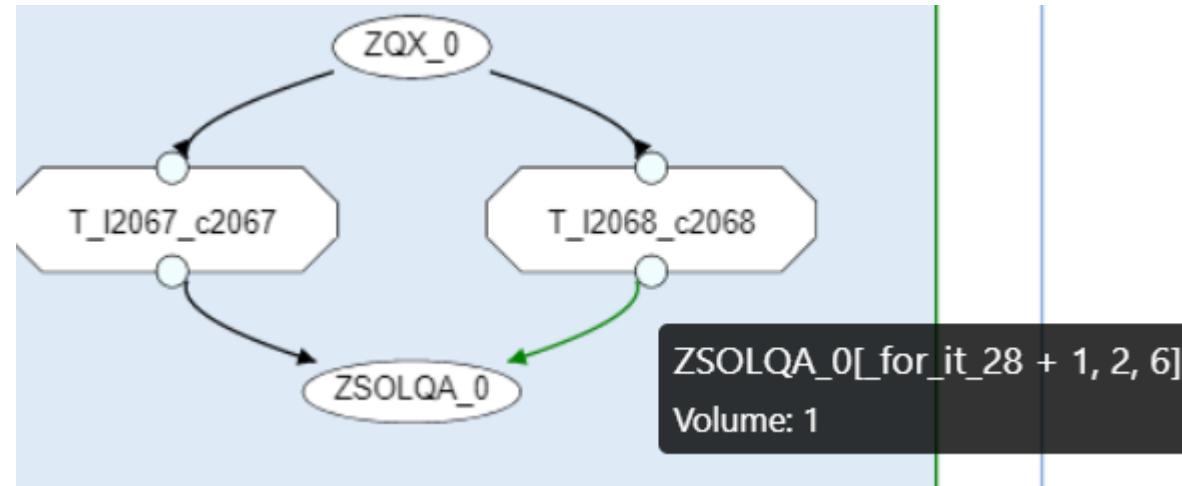 ZQX_0
T_l2067_c2067
T_l2068_c2068
ZSOLQA_0
ZSOLQA_0[_for_it_28 + 1, 2, 6]
Volume: 1